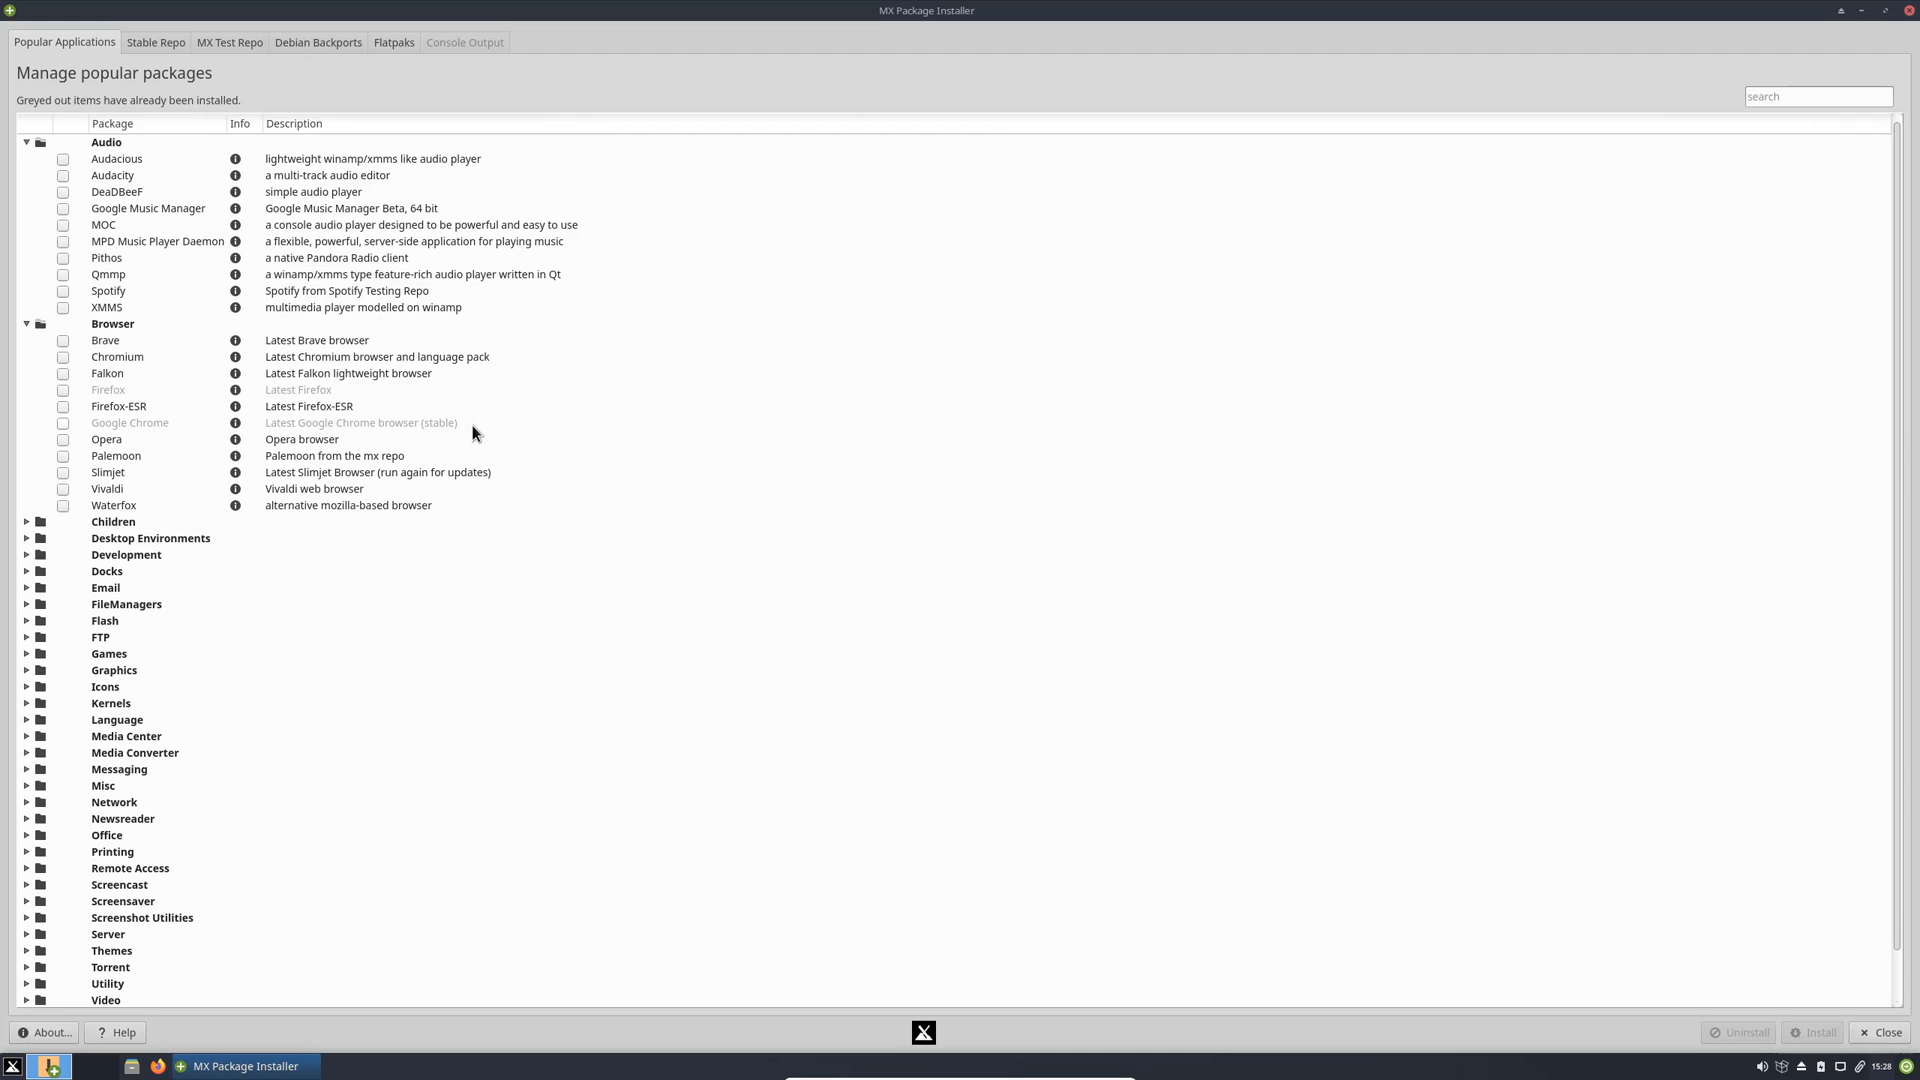 MX Package Installer
Popular Applications Stable Repo MX Test Repo Debian Backports Flatpaks Console Output
Manage popular packages
Greyed out items have already been installed.
search
Package Info Description
Audio
Audacious lightweight winamp/xmms like audio player
Audacity a multi-track audio editor
DeaDBeeF simple audio player
Google Music Manager Google Music Manager Beta, 64 bit
MOC a console audio player designed to be powerful and easy to use
MPD Music Player Daemon a flexible, powerful, server-side application for playing music
Pithos a native Pandora Radio client
Qmmp a winamp/xmms type feature-rich audio player written in Qt
Spotify Spotify from Spotify Testing Repo
XMMS multimedia player modelled on winamp
Browser
Brave Latest Brave browser
Chromium Latest Chromium browser and language pack
Falkon Latest Falkon lightweight browser
Firefox Latest Firefox
Firefox-ESR Latest Firefox-ESR
Google Chrome Latest Google Chrome browser (stable)
Opera Opera browser
Palemoon Palemoon from the mx repo
Slimjet Latest Slimjet Browser (run again for updates)
Vivaldi Vivaldi web browser
Waterfox alternative mozilla-based browser
Children
Desktop Environments
Development
Docks
Email
FileManagers
Flash
FTP
Games
Graphics
Icons
Kernels
Language
Media Center
Media Converter
Messaging
Misc
Network
Newsreader
Office
Printing
Remote Access
Screencast
Screensaver
Screenshot Utilities
Server
Themes
Torrent
Utility
Video
About... ? Help Uninstall Install Close
MX Package Installer 15:28